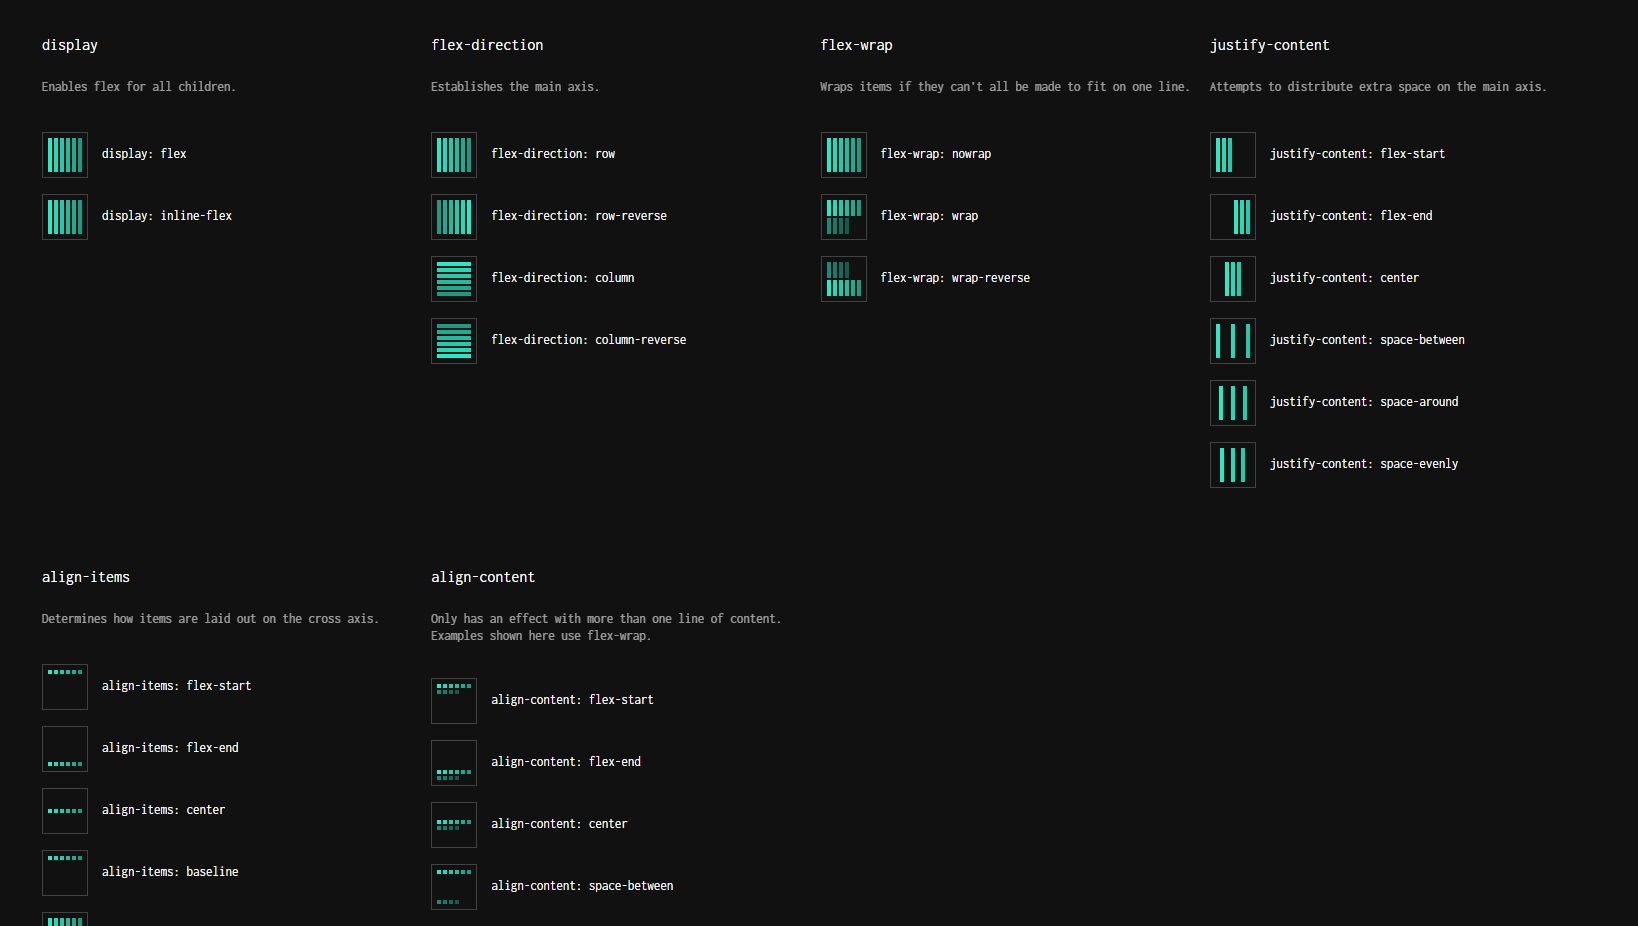 display
Enables flex for all children.
display: flex
display: inline-flex
flex-direction
Establishes the main axis.
flex-direction: row
flex-direction: row-reverse
flex-direction: column
flex-direction: column-reverse
flex-wrap
Wraps items if they can't all be made to fit on one line.
flex-wrap: nowrap
flex-wrap: wrap
flex-wrap: wrap-reverse
justify-content
Attempts to distribute extra space on the main axis.
justify-content: flex-start
justify-content: flex-end
justify-content: center
justify-content: space-between
justify-content: space-around
justify-content: space-evenly
align-items
Determines how items are laid out on the cross axis.
align-items: flex-start
align-items: flex-end
align-items: center
align-items: baseline
align-content
Only has an effect with more than one line of content.
Examples shown here use flex-wrap.
align-content: flex-start
align-content: flex-end
align-content: center
align-content: space-between